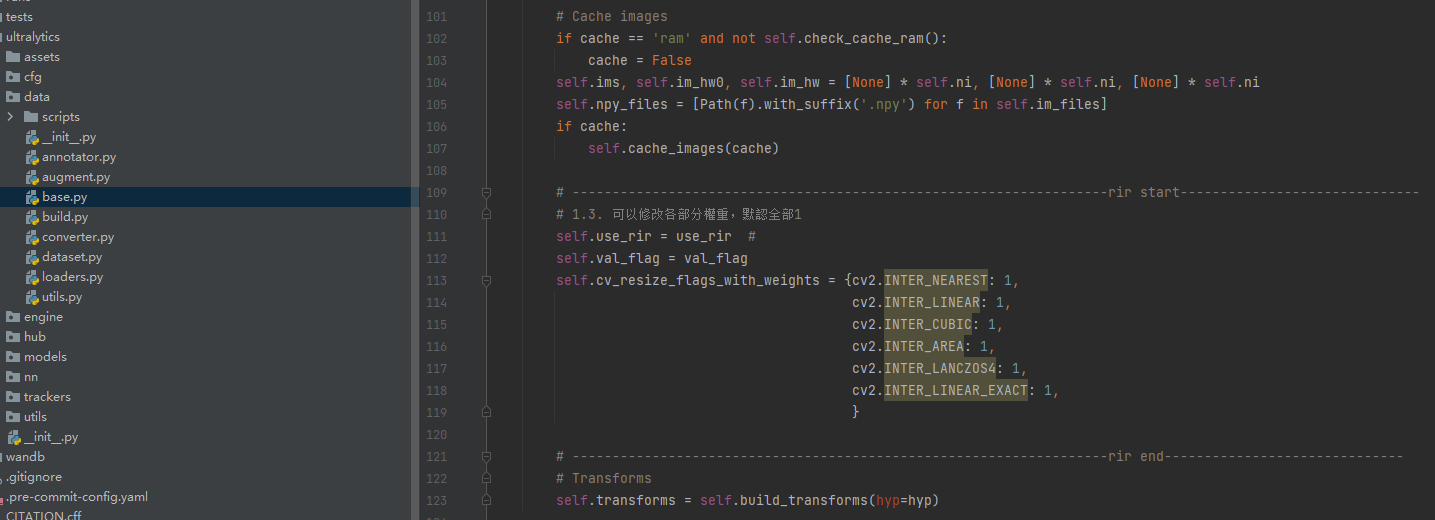 tests
ultralytics
assets
cfg
data
scripts
__init__.py
annotator.py
augment.py
base.py
build.py
converter.py
dataset.py
loaders.py
utils.py
engine
hub
models
nn
trackers
utils
__init__.py
wandb
.gitignore
.pre-commit-config.yaml
CITATION.cff
101 # Cache images
102 if cache == 'ram' and not self.check_cache_ram():
103 cache = False
104 self.ims, self.im_hw0, self.im_hw = [None] * self.ni, [None] * self.ni, [None] * self.ni
105 self.npy_files = [Path(f).with_suffix('.npy') for f in self.im_files]
106 if cache:
107 self.cache_images(cache)
108
109 # -------------------------------------------------------------------rir start------------------------------
110 # 1.3. 可以修改各部分權重，默認全部1
111 self.use_rir = use_rir #
112 self.val_flag = val_flag
113 self.cv_resize_flags_with_weights = {cv2.INTER_NEAREST: 1,
114 cv2.INTER_LINEAR: 1,
115 cv2.INTER_CUBIC: 1,
116 cv2.INTER_AREA: 1,
117 cv2.INTER_LANCZOS4: 1,
118 cv2.INTER_LINEAR_EXACT: 1,
119 }
120
121 # -------------------------------------------------------------------rir end------------------------------
122 # Transforms
123 self.transforms = self.build_transforms(hyp=hyp)